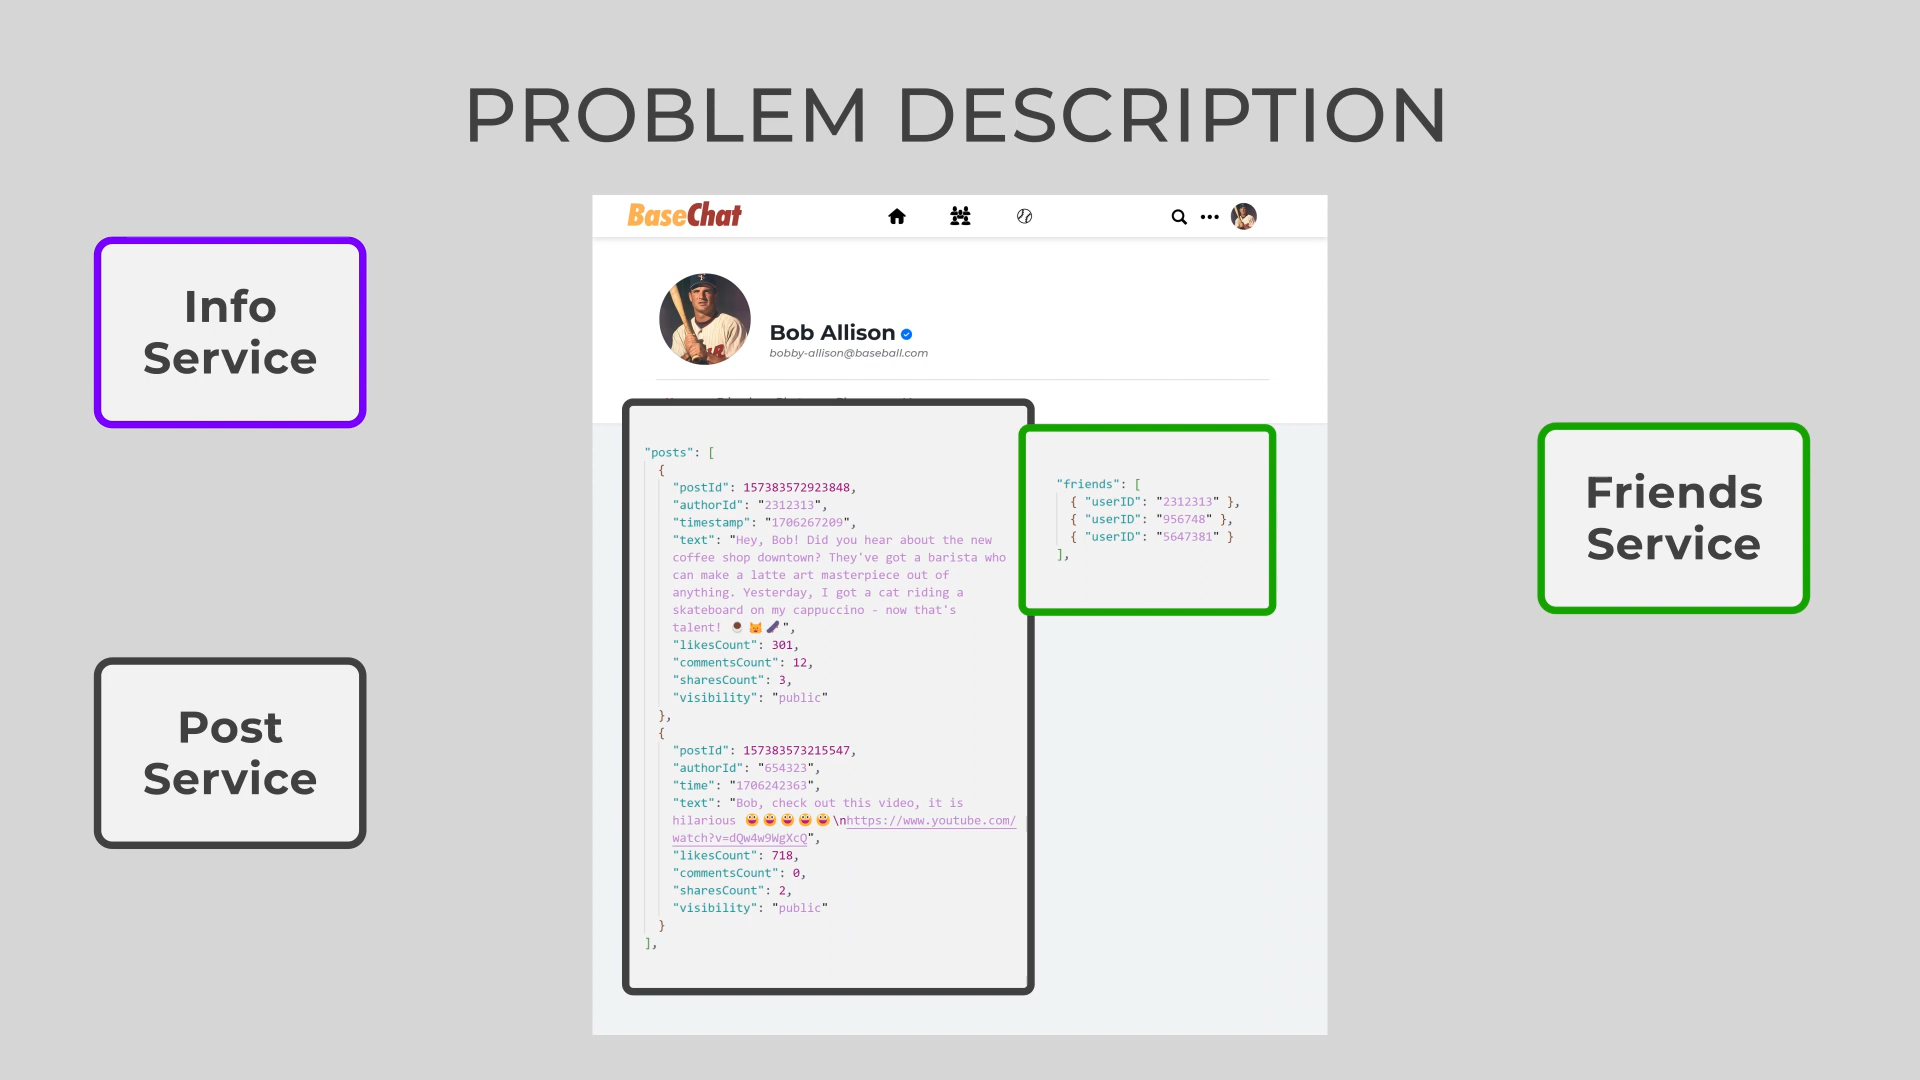 PROBLEM DESCRIPTION
BaseChat
Info
Service
Bob Allison
bobby-allison@baseball.com
"posts": [
{
"postId": 157383572923848,
"authorId": "2312313",
"timestamp": "1706267209",
"text": "Hey, Bob! Did you hear about the new
coffee shop downtown? They've got a barista who
can make a latte art masterpiece out of
anything. Yesterday, I got a cat riding a
skateboard on my cappuccino - now that's
talent! ☕😺🛹",
"likesCount": 301,
"commentsCount": 12,
"sharesCount": 3,
"visibility": "public"
},
{
"postId": 157383573215547,
"authorId": "654323",
"time": "1706242363",
"text": "Bob, check out this video, it is
hilarious 😀😀😀😀😀\nhttps://www.youtube.com/
watch?v=dQw4w9WgXcQ",
"likesCount": 718,
"commentsCount": 0,
"sharesCount": 2,
"visibility": "public"
}
],
"friends": [
{ "userID": "2312313" },
{ "userID": "956748" },
{ "userID": "5647381" }
],
Friends
Service
Post
Service